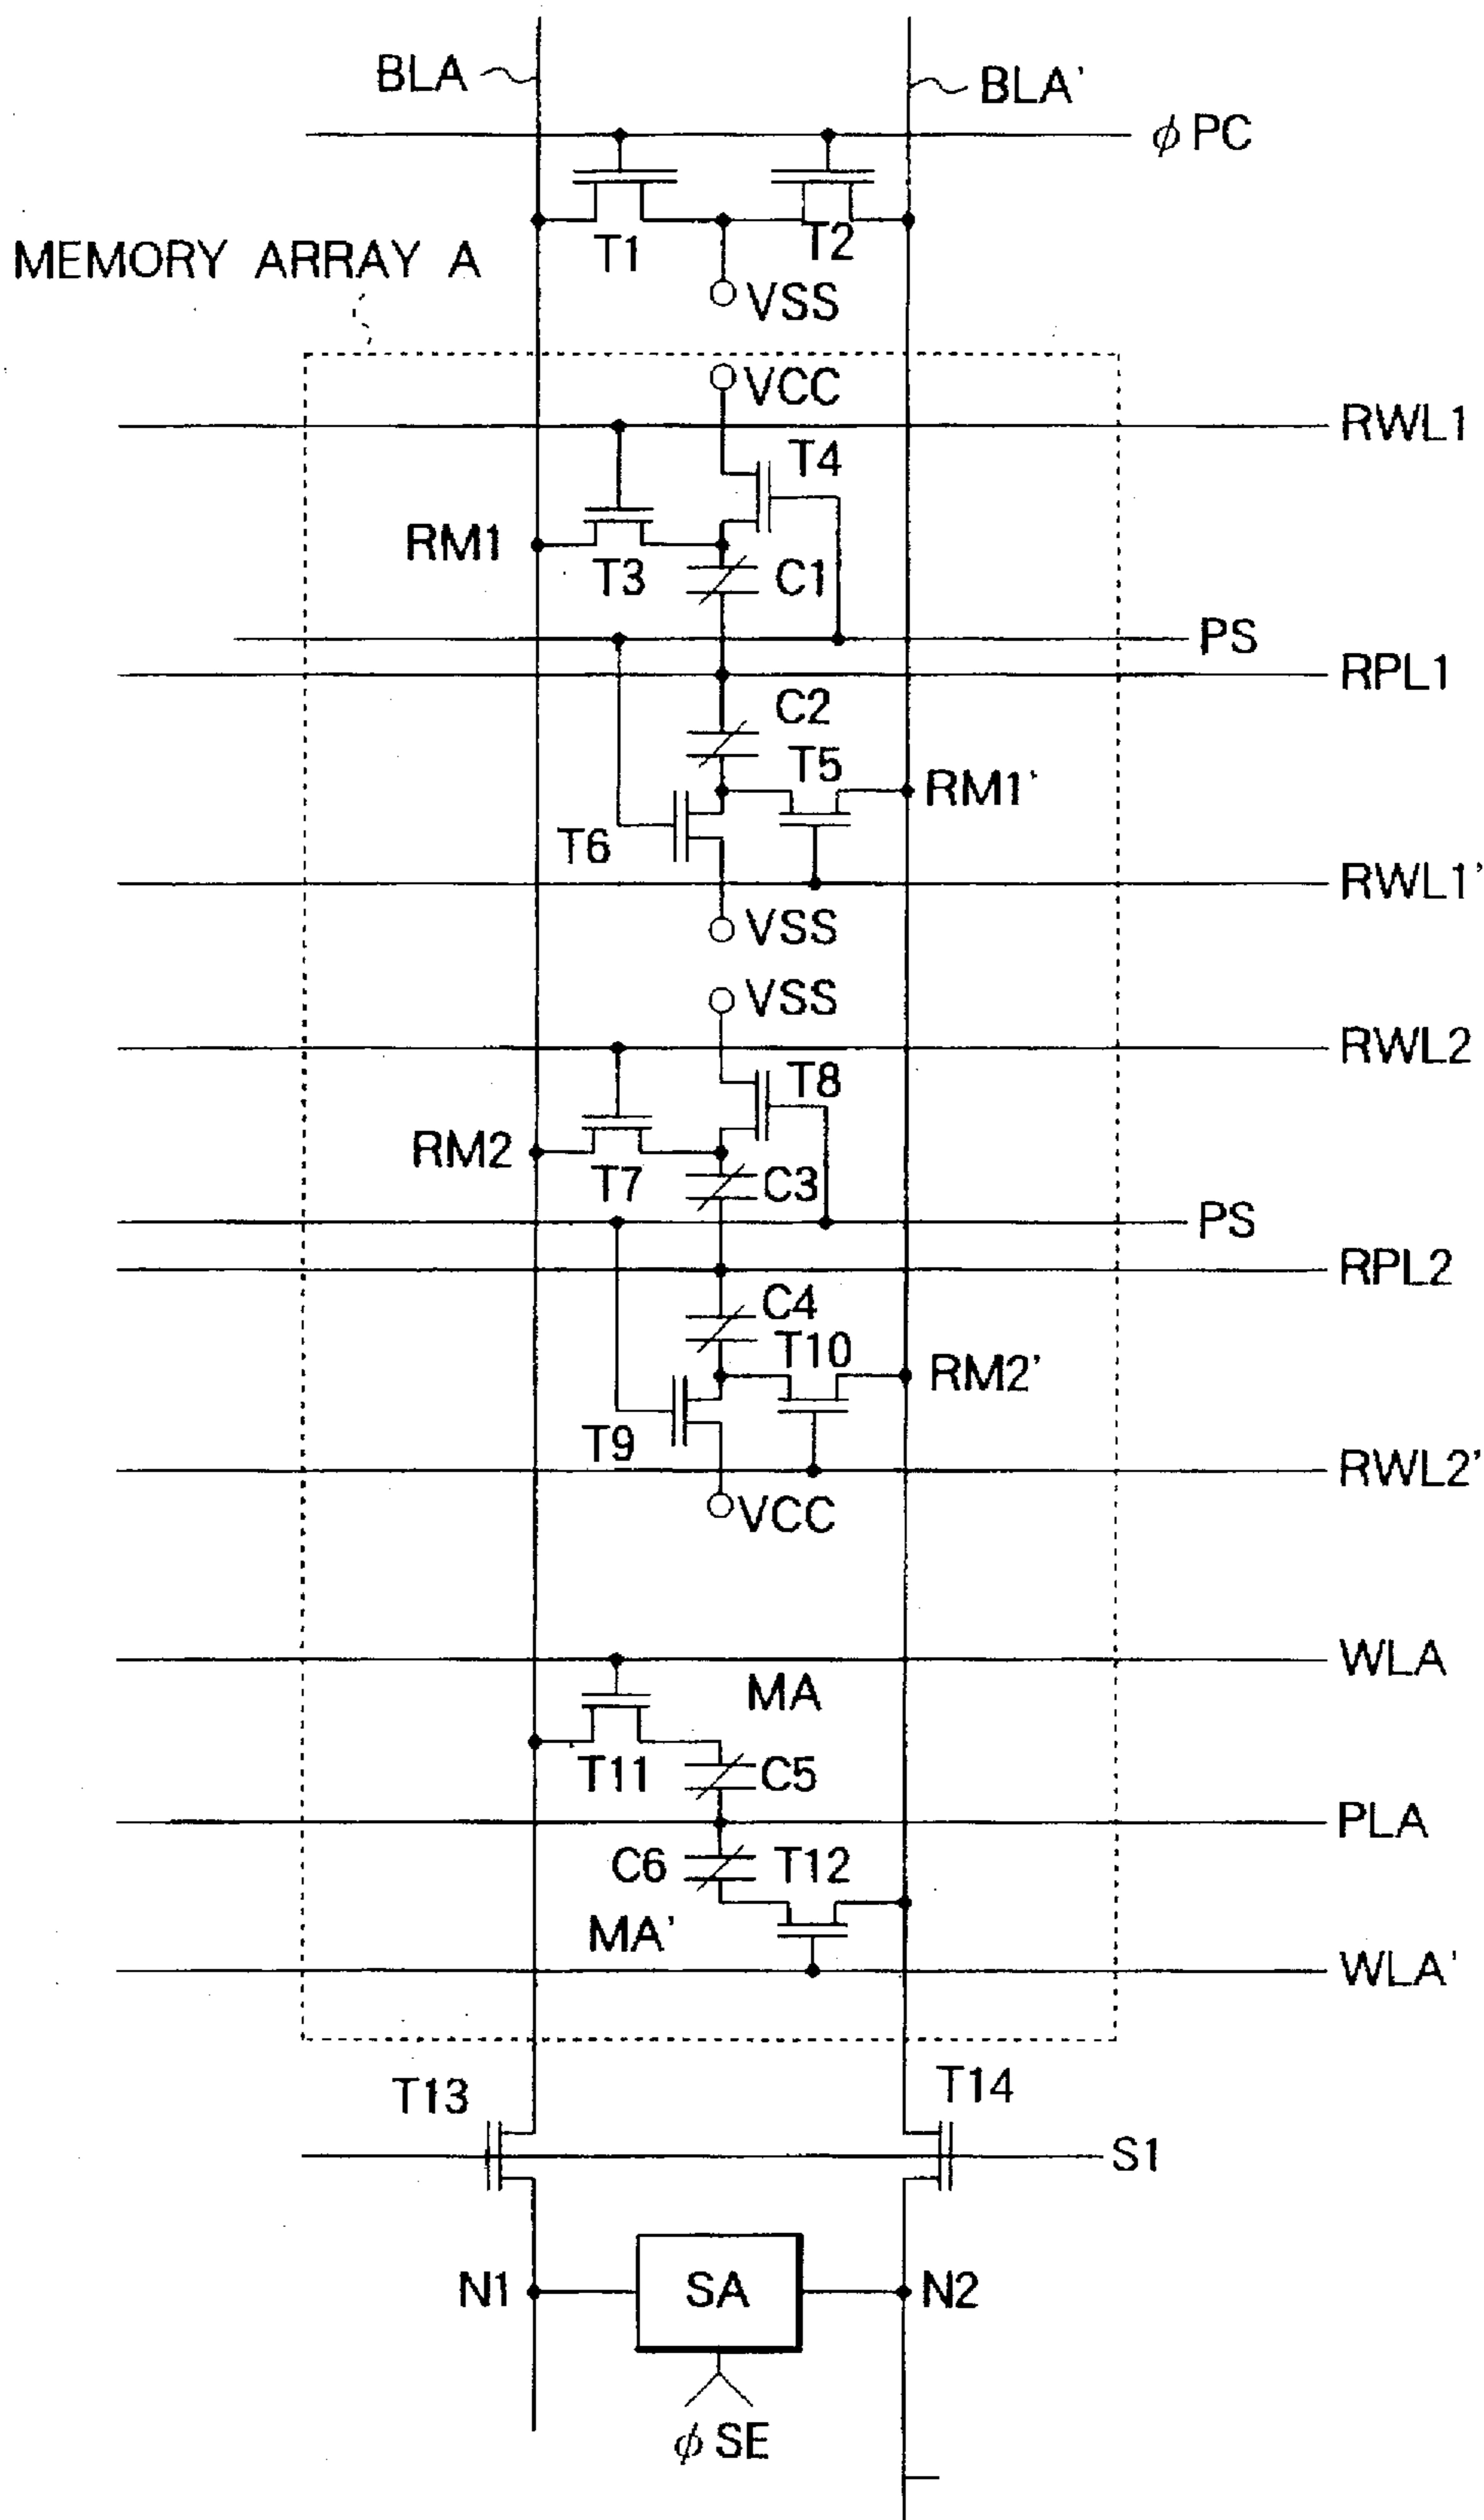 BLA
BLA'
φPC
T1
T2
MEMORY ARRAY A
VSS
VCC
RWL1
T4
RM1
T3
C1
PS
RPL1
C2
T5
RM1'
T6
RWL1'
VSS
VSS
RWL2
T8
RM2
T7
C3
PS
RPL2
C4
T10
RM2'
T9
RWL2'
VCC
WLA
MA
T11
C5
PLA
C6
T12
MA'
WLA'
T13
T14
S1
N1
SA
N2
φSE